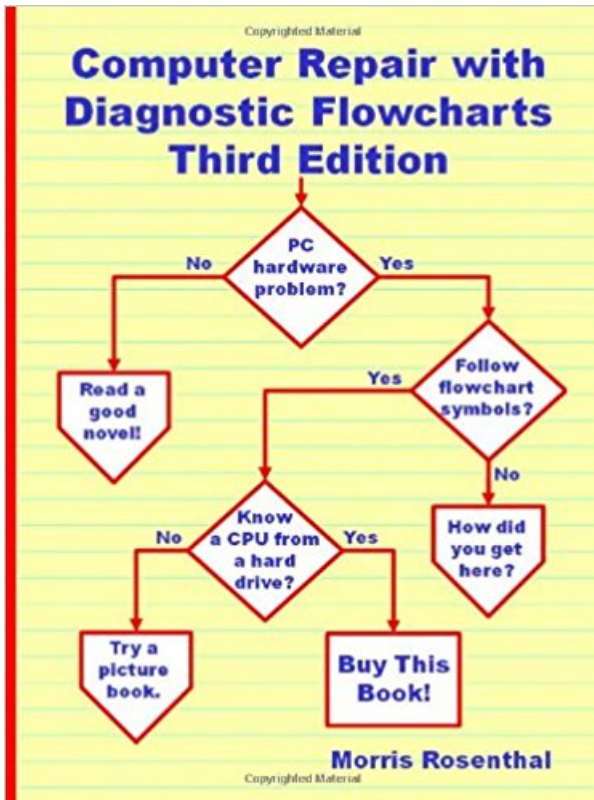 Copyrighted Material
Computer Repair with
Diagnostic Flowcharts
Third Edition
PC
hardware
problem?
No
Yes
Read a
good
novel!
Follow
flowchart
symbols?
Yes
No
How did
you get
here?
Know
a CPU from
a hard
drive?
No
Yes
Try a
picture
book.
Buy This
Book!
Morris Rosenthal
Copyrighted Material